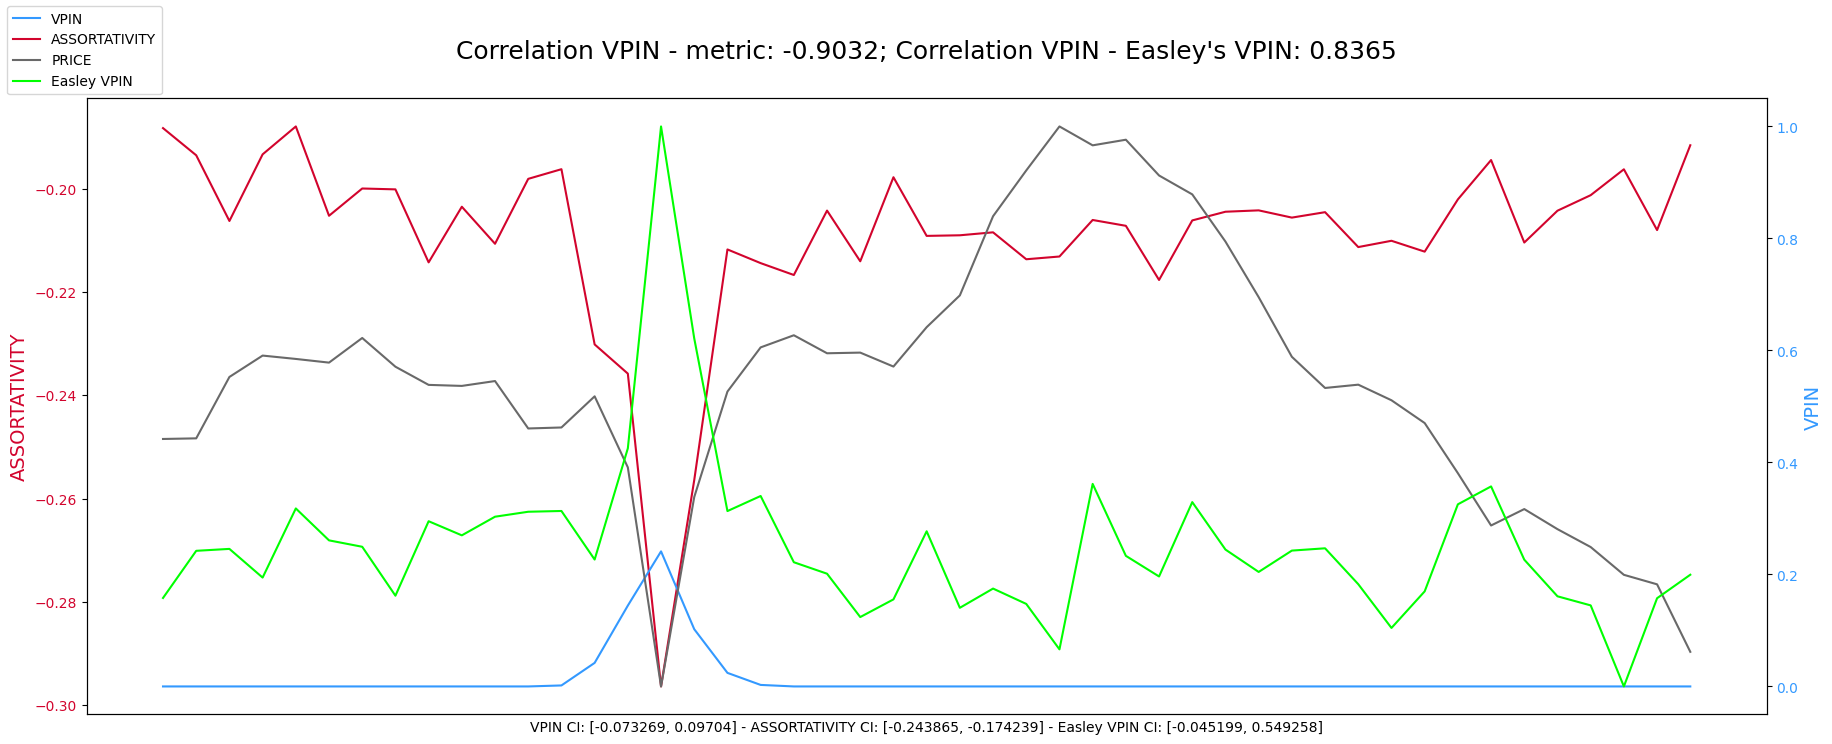 VPIN
ASSORTATIVITY
PRICE
Easley VPIN
Correlation VPIN - metric: -0.9032; Correlation VPIN - Easley's VPIN: 0.8365
ASSORTATIVITY
−0.20
−0.22
−0.24
−0.26
−0.28
−0.30
1.0
0.8
0.6
0.4
0.2
0.0
VPIN
VPIN CI: [-0.073269, 0.09704] - ASSORTATIVITY CI: [-0.243865, -0.174239] - Easley VPIN CI: [-0.045199, 0.549258]